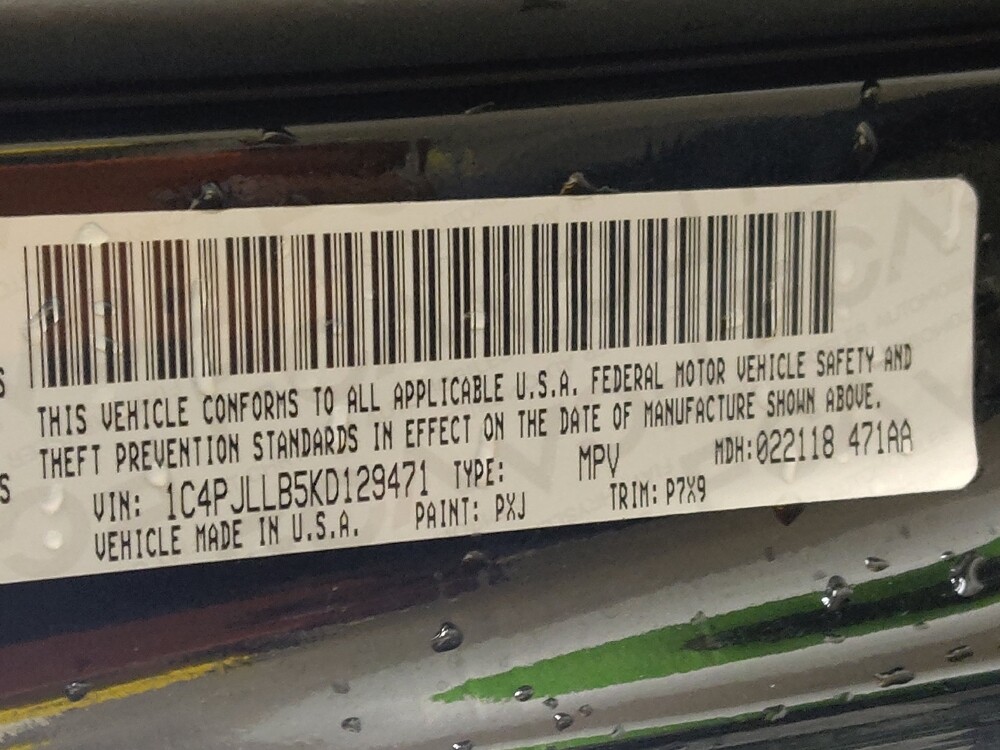 THIS VEHICLE CONFORMS TO ALL APPLICABLE U.S.A. FEDERAL MOTOR VEHICLE SAFETY AND
THEFT PREVENTION STANDARDS IN EFFECT ON THE DATE OF MANUFACTURE SHOWN ABOVE.
VIN: 1C4PJLLB5KD129471 TYPE: MPV MDH:022118 471AA
VEHICLE MADE IN U.S.A. PAINT: PXJ TRIM: P7X9